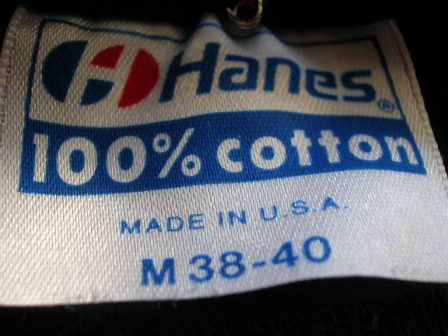 Hanes®
100% cotton
MADE IN U.S.A.
M 38-40